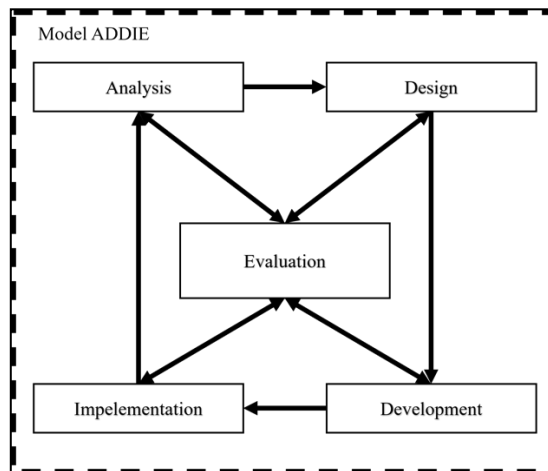 Model ADDIE
Analysis
Design
Evaluation
Impelementation
Development